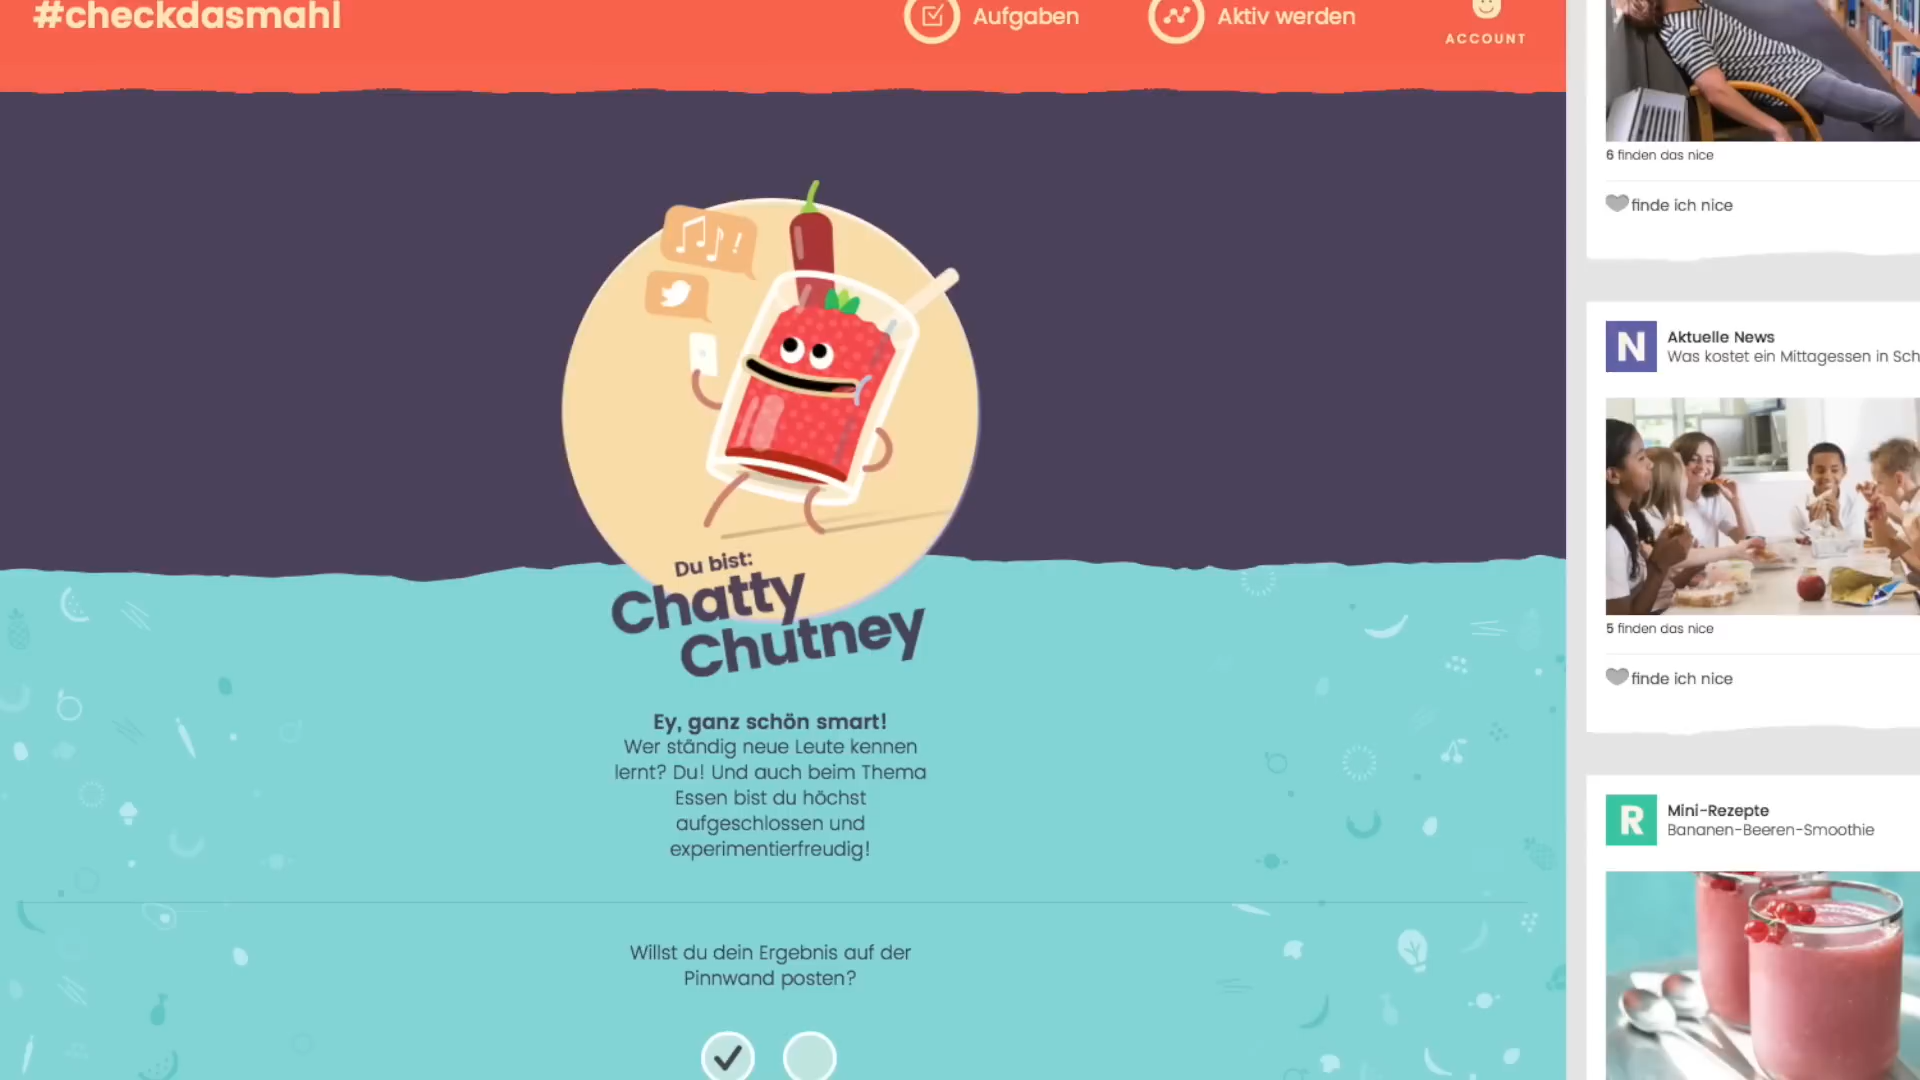 #checkdasmahl
Aufgaben
Aktiv werden
ACCOUNT
Du bist:
Chatty
Chutney
Ey, ganz schön smart!
Wer ständig neue Leute kennen
lernt? Du! Und auch beim Thema
Essen bist du höchst
aufgeschlossen und
experimentierfreudig!
Willst du dein Ergebnis auf der
Pinnwand posten?
6 finden das nice
finde ich nice
N
Aktuelle News
Was kostet ein Mittagessen in Sch
5 finden das nice
finde ich nice
R
Mini-Rezepte
Bananen-Beeren-Smoothie